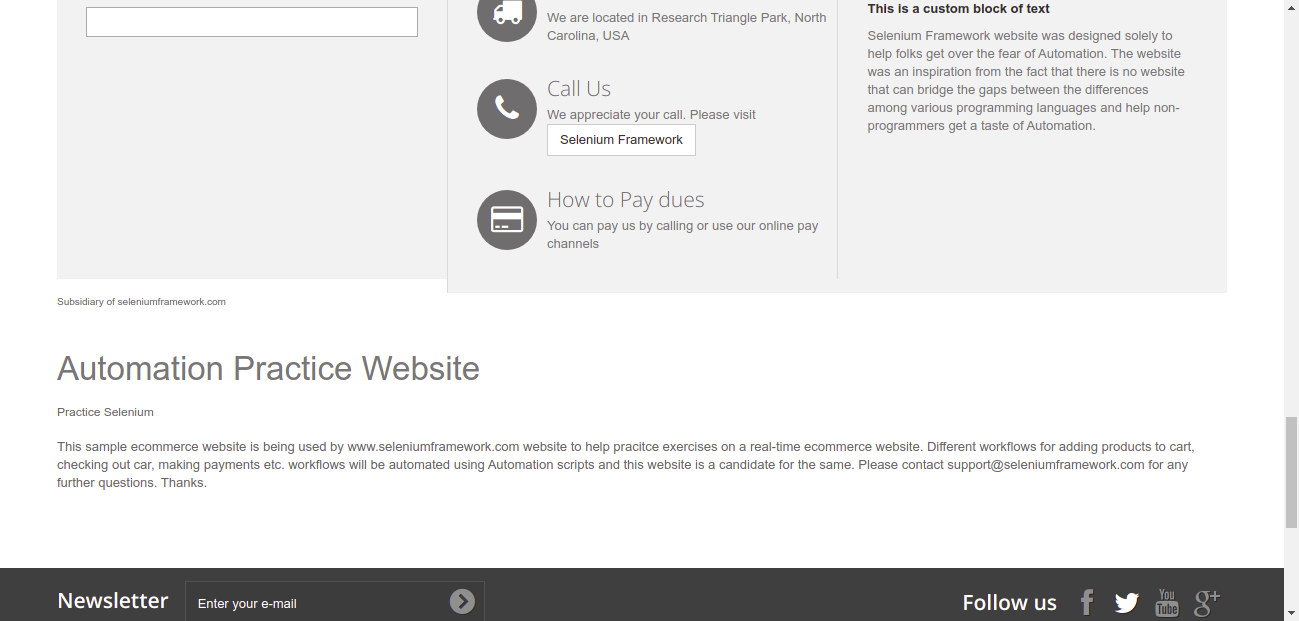 We are located in Research Triangle Park, North
Carolina, USA
Call Us
We appreciate your call. Please visit
Selenium Framework
How to Pay dues
You can pay us by calling or use our online pay
channels
This is a custom block of text
Selenium Framework website was designed solely to
help folks get over the fear of Automation. The website
was an inspiration from the fact that there is no website
that can bridge the gaps between the differences
among various programming languages and help non-
programmers get a taste of Automation.
Subsidiary of seleniumframework.com
Automation Practice Website
Practice Selenium
This sample ecommerce website is being used by www.seleniumframework.com website to help pracitce exercises on a real-time ecommerce website. Different workflows for adding products to cart,
checking out car, making payments etc. workflows will be automated using Automation scripts and this website is a candidate for the same. Please contact support@seleniumframework.com for any
further questions. Thanks.
Newsletter
Enter your e-mail
Follow us
f
You
Tube
g+